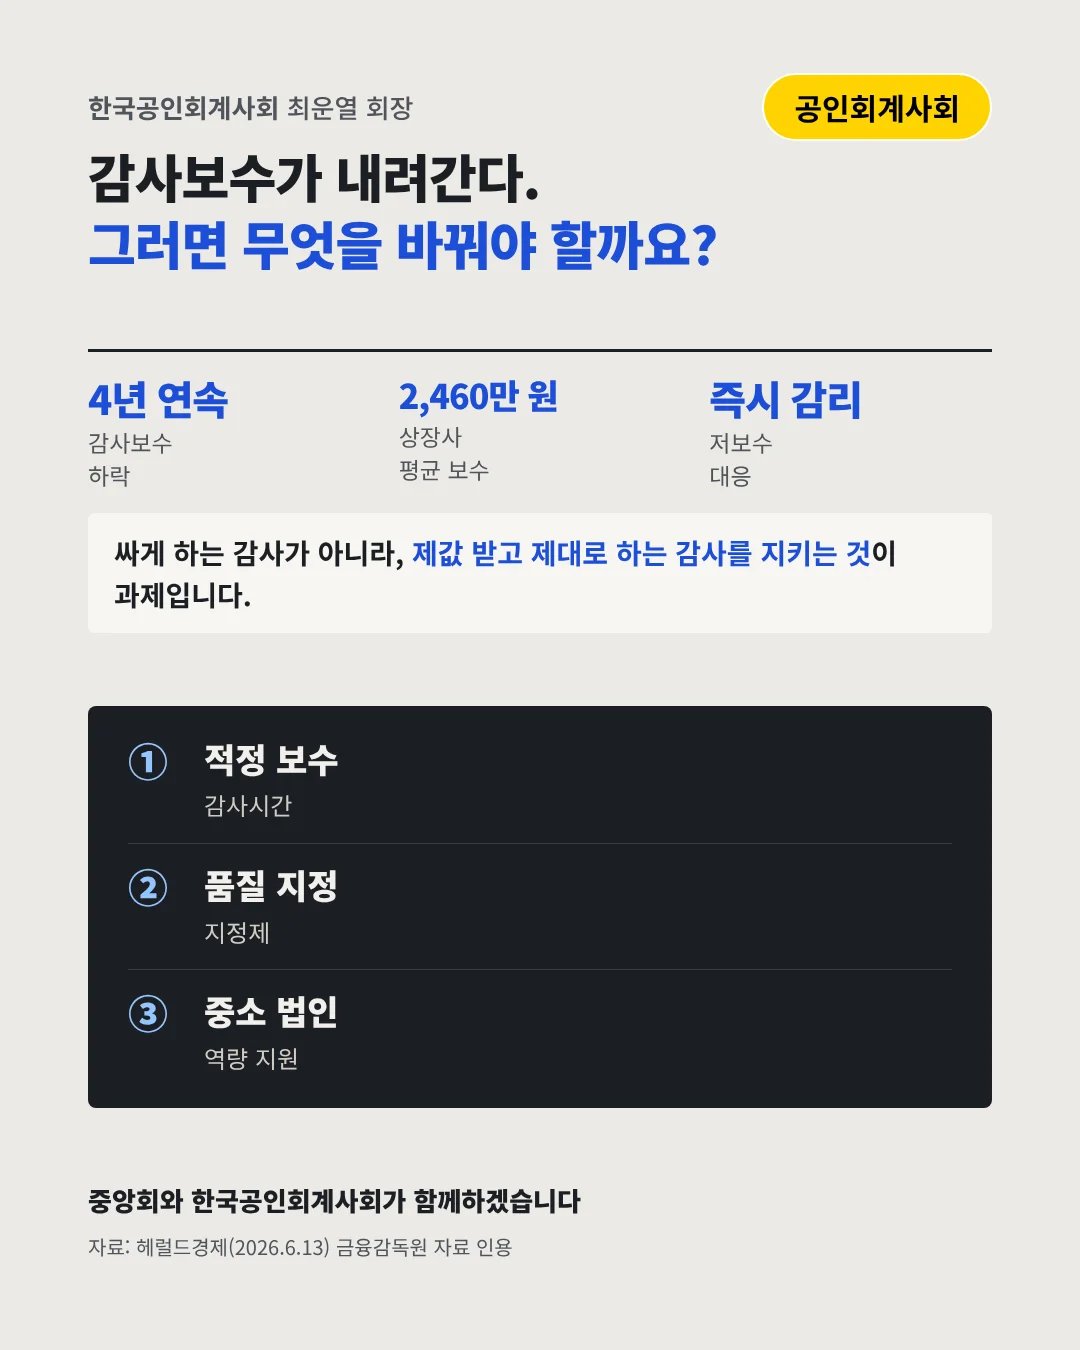 한국공인회계사회 최운열 회장
공인회계사회
감사보수가 내려간다.
그러면 무엇을 바꿔야 할까요?
4년 연속
감사보수
하락
2,460만 원
상장사
평균 보수
즉시 감리
저보수
대응
싸게 하는 감사가 아니라, 제값 받고 제대로 하는 감사를 지키는 것이
과제입니다.
① 적정 보수
감사시간
② 품질 지정
지정제
③ 중소 법인
역량 지원
중앙회와 한국공인회계사회가 함께하겠습니다
자료: 헤럴드경제(2026.6.13) 금융감독원 자료 인용